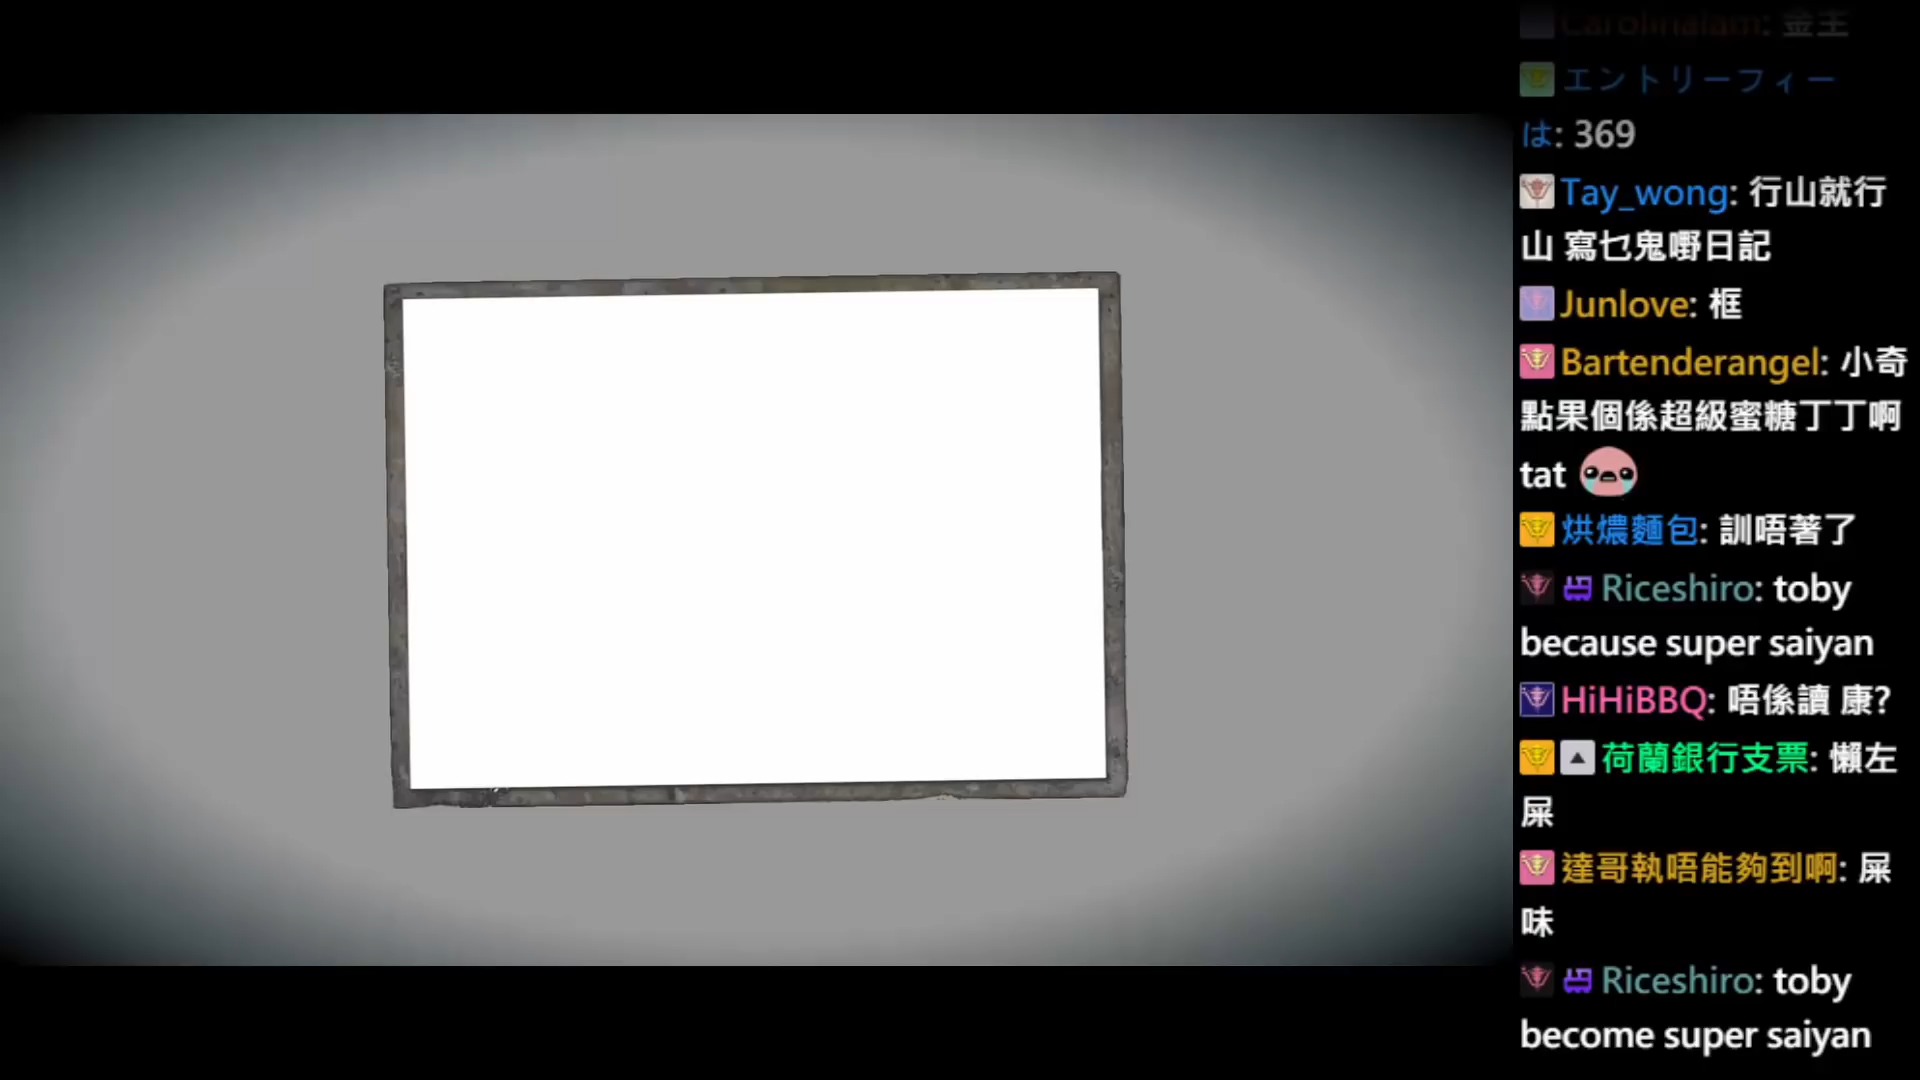 Carolinalam: 金主
エントリーフィー
は: 369
Tay_wong: 行山就行
山 寫乜鬼嘢日記
Junlove: 框
Bartenderangel: 小奇
點果個係超級蜜糖丁丁啊
tat
烘燶麵包: 訓唔著了
Riceshiro: toby
because super saiyan
HiHiBBQ: 唔係讀 康?
荷蘭銀行支票: 懶左
屎
達哥執唔能夠到啊: 屎
味
Riceshiro: toby
become super saiyan